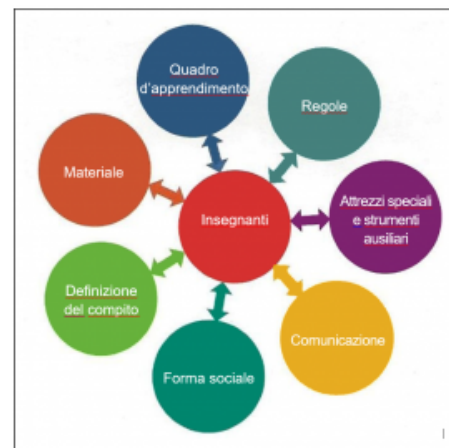 Quadro
d'apprendimento
Regole
Materiale
Insegnanti
Attrezzi speciali
e strumenti
ausiliari
Definizione
del compito
Comunicazione
Forma sociale